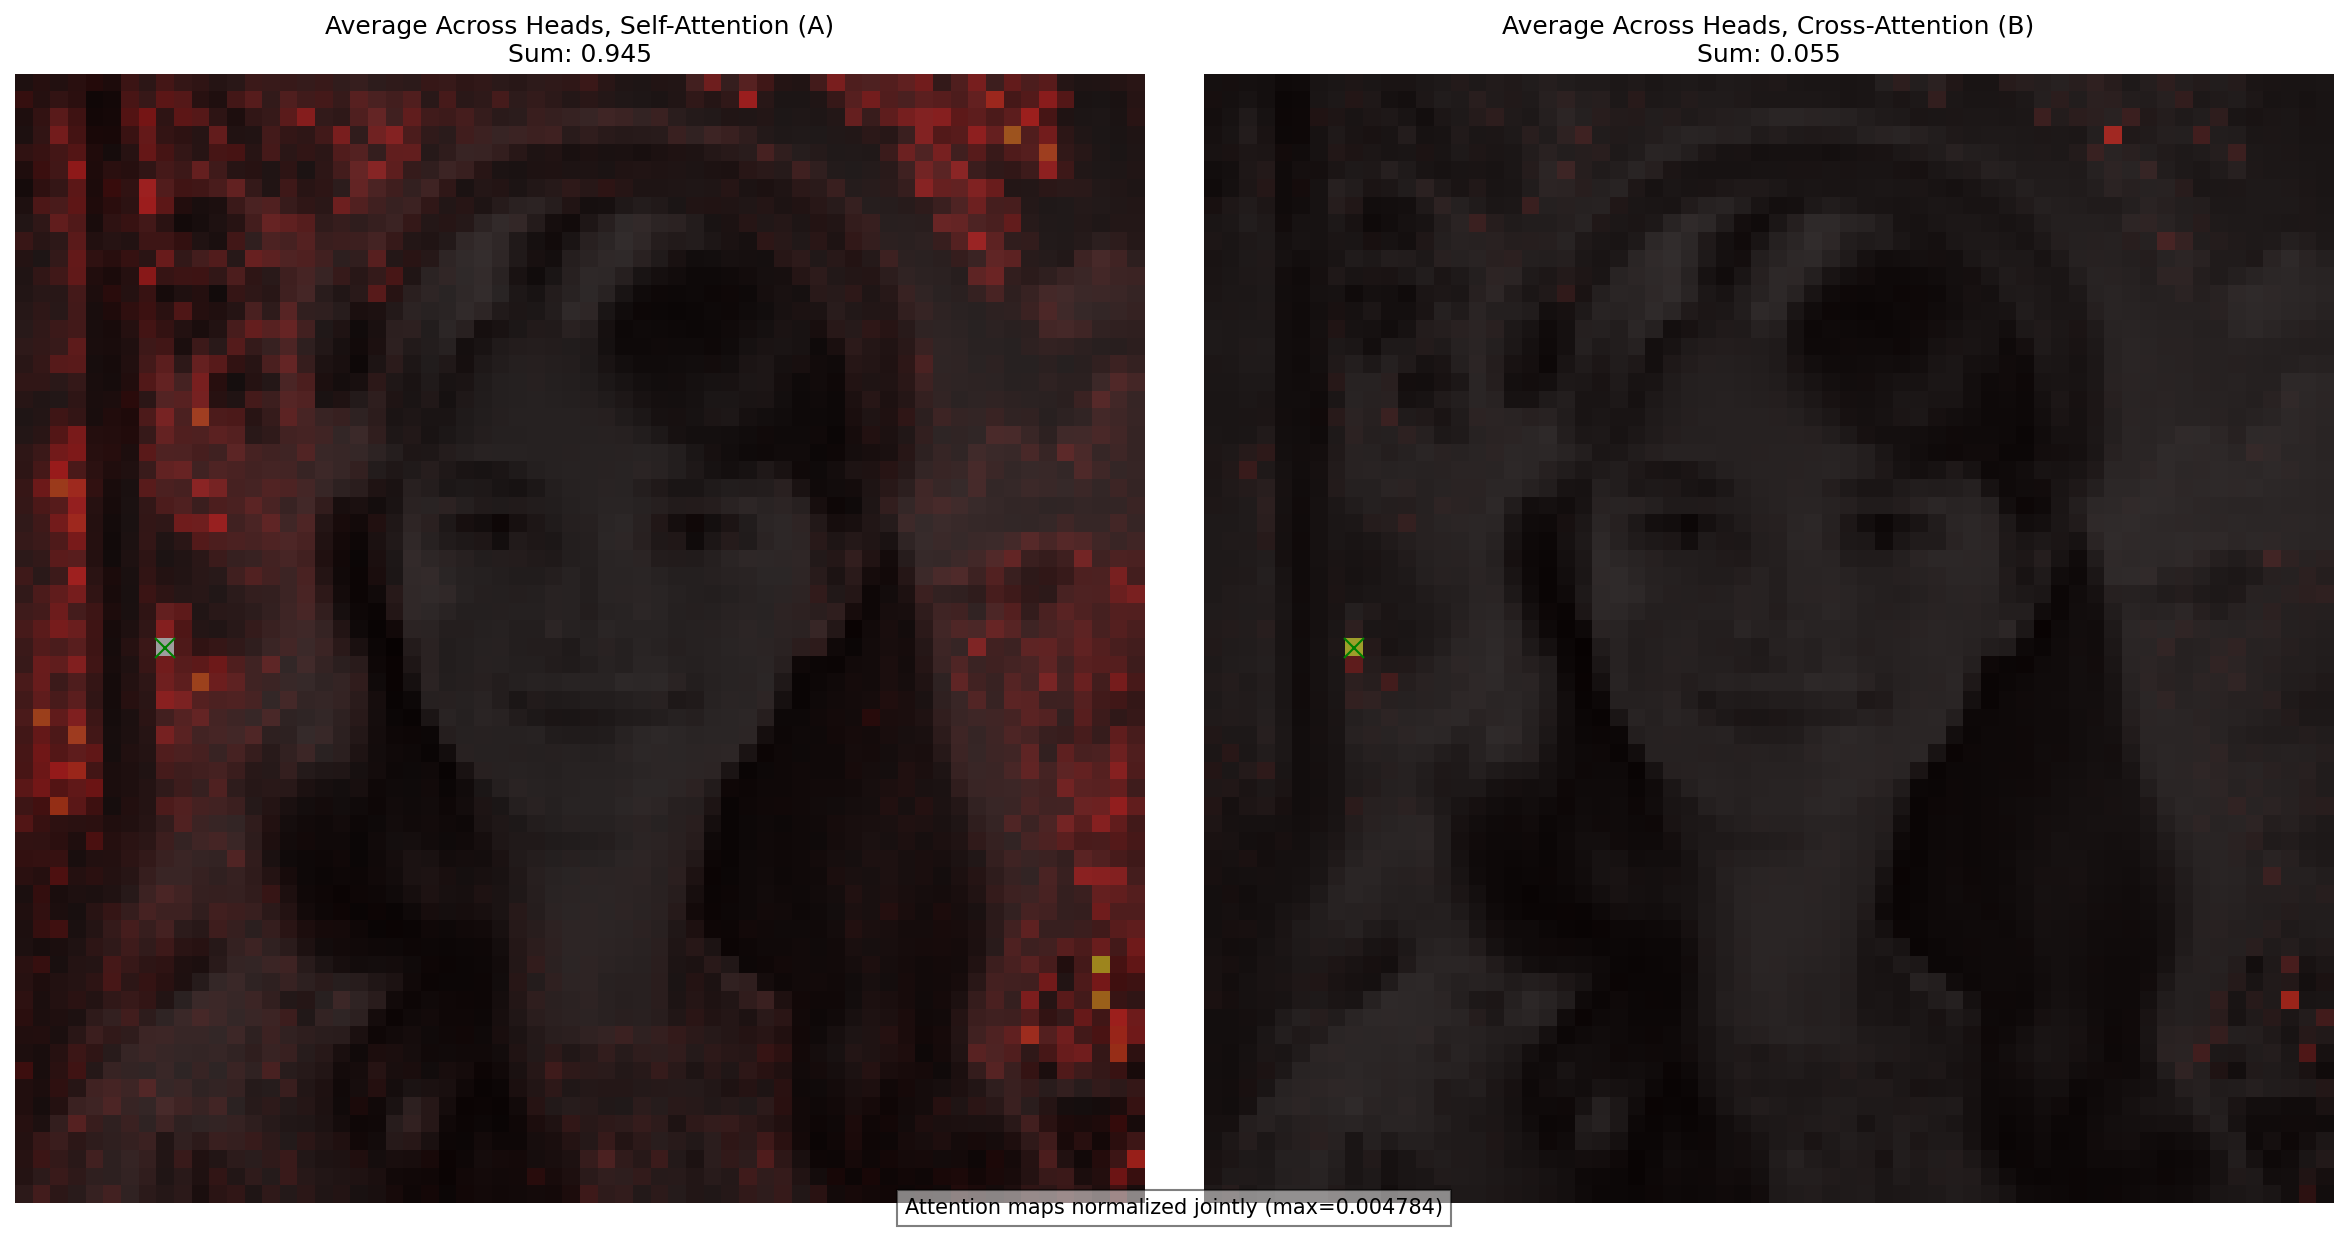 Average Across Heads, Self-Attention (A)
Sum: 0.945
Average Across Heads, Cross-Attention (B)
Sum: 0.055
Attention maps normalized jointly (max=0.004784)